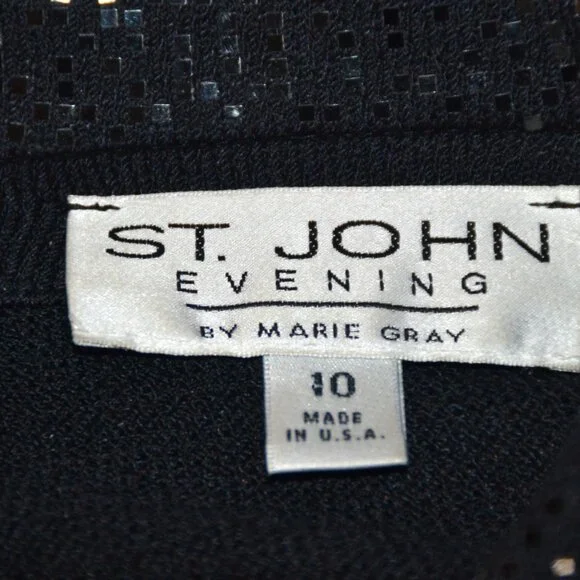 ST. JOHN
EVENING
BY MARIE GRAY
10
MADE
IN U.S.A.